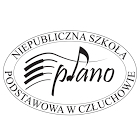 NIEPUBLICZNA SZKOŁA
piano
PODSTAWOWA W CZŁUCHOWIE